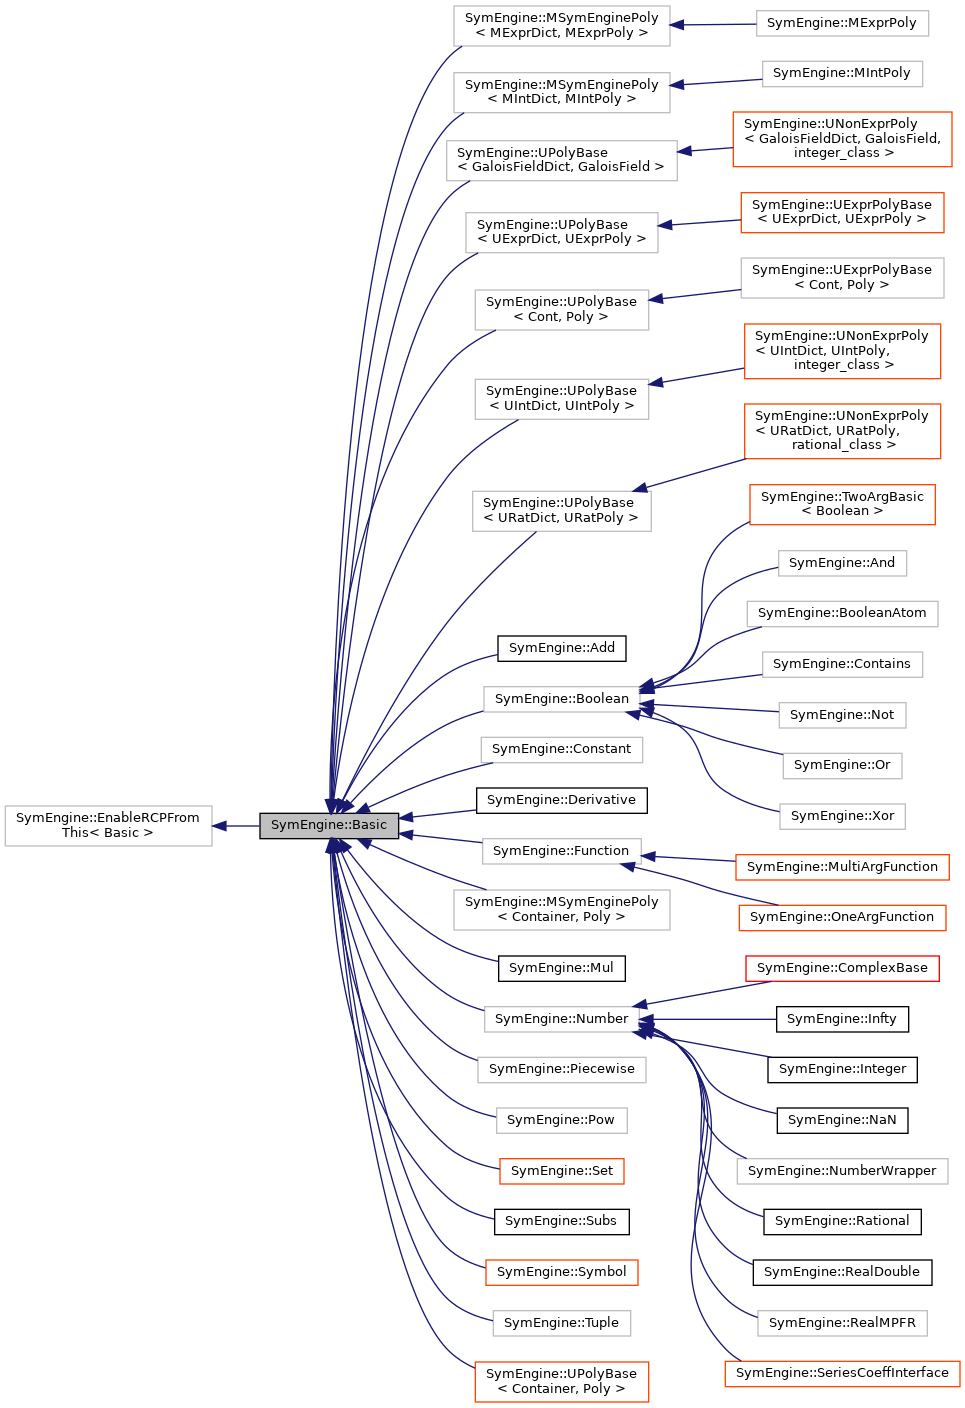 SymEngine::MSymEnginePoly
< MExprDict, MExprPoly >
SymEngine::MExprPoly
SymEngine::MSymEnginePoly
< MIntDict, MIntPoly >
SymEngine::MIntPoly
SymEngine::UPolyBase
< GaloisFieldDict, GaloisField >
SymEngine::UNonExprPoly
< GaloisFieldDict, GaloisField,
integer_class >
SymEngine::UPolyBase
< UExprDict, UExprPoly >
SymEngine::UExprPolyBase
< UExprDict, UExprPoly >
SymEngine::UPolyBase
< Cont, Poly >
SymEngine::UExprPolyBase
< Cont, Poly >
SymEngine::UPolyBase
< UIntDict, UIntPoly >
SymEngine::UNonExprPoly
< UIntDict, UIntPoly,
integer_class >
SymEngine::UPolyBase
< URatDict, URatPoly >
SymEngine::UNonExprPoly
< URatDict, URatPoly,
rational_class >
SymEngine::Add
SymEngine::Boolean
SymEngine::TwoArgBasic
< Boolean >
SymEngine::And
SymEngine::BooleanAtom
SymEngine::Contains
SymEngine::Not
SymEngine::Or
SymEngine::Xor
SymEngine::Constant
SymEngine::Derivative
SymEngine::EnableRCPFrom
This< Basic >
SymEngine::Basic
SymEngine::Function
SymEngine::MultiArgFunction
SymEngine::OneArgFunction
SymEngine::MSymEnginePoly
< Container, Poly >
SymEngine::Mul
SymEngine::Number
SymEngine::ComplexBase
SymEngine::Infty
SymEngine::Integer
SymEngine::NaN
SymEngine::NumberWrapper
SymEngine::Rational
SymEngine::RealDouble
SymEngine::RealMPFR
SymEngine::SeriesCoeffInterface
SymEngine::Piecewise
SymEngine::Pow
SymEngine::Set
SymEngine::Subs
SymEngine::Symbol
SymEngine::Tuple
SymEngine::UPolyBase
< Container, Poly >